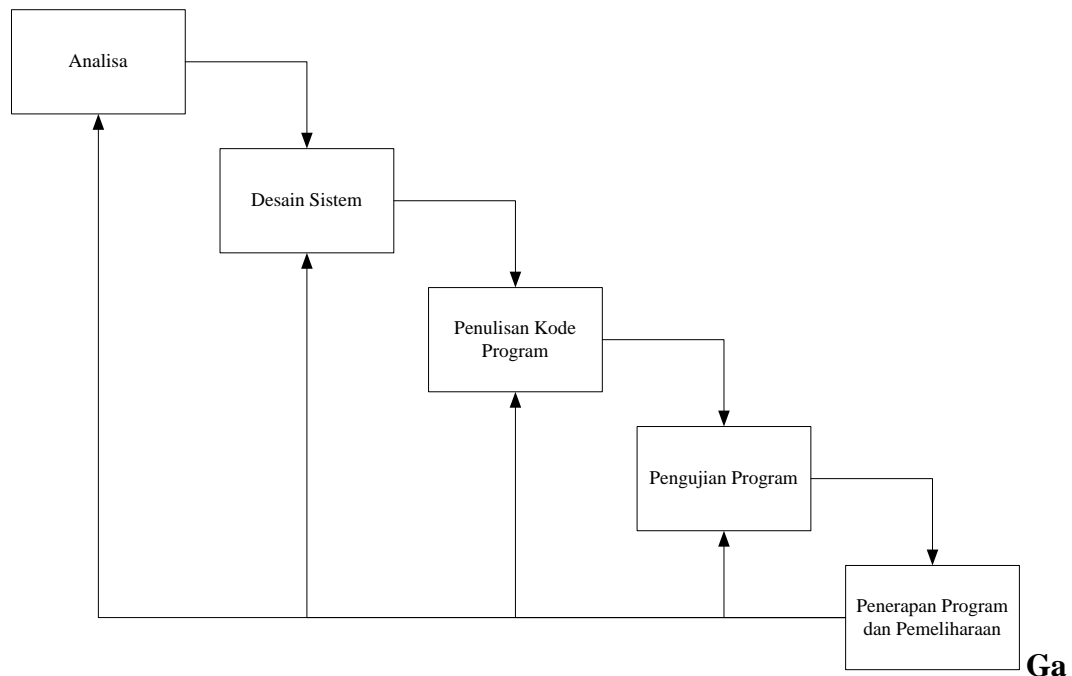 Analisa
Desain Sistem
Penulisan Kode
Program
Pengujian Program
Penerapan Program
dan Pemeliharaan
Ga